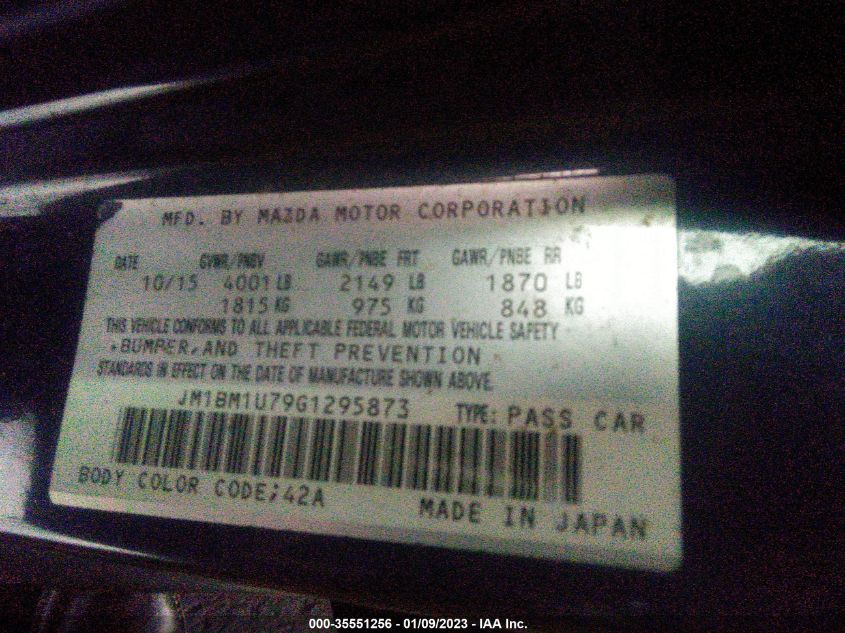 MFD. BY MAZDA MOTOR CORPORATION
DATE GVWR/PNBV GAWR/PNBE FRT GAWR/PNBE RR
10/15 4001 LB 2149 LB 1870 LB
1815 KG 975 KG 848 KG
THIS VEHICLE CONFORMS TO ALL APPLICABLE FEDERAL MOTOR VEHICLE SAFETY
,BUMPER,AND THEFT PREVENTION
STANDARDS IN EFFECT ON THE DATE OF MANUFACTURE SHOWN ABOVE.
JM1BM1U79G1295873 TYPE: PASS CAR
BODY COLOR CODE;42A
MADE IN JAPAN
000-35551256 - 01/09/2023 - IAA Inc.